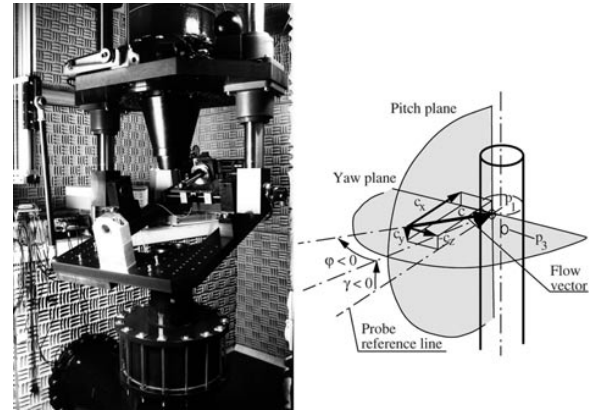 Pitch plane
Yaw plane
c
x
c
p
1
c
y
c
z
p
p
3
φ<0
γ<0
Flow
vector
Probe
reference line